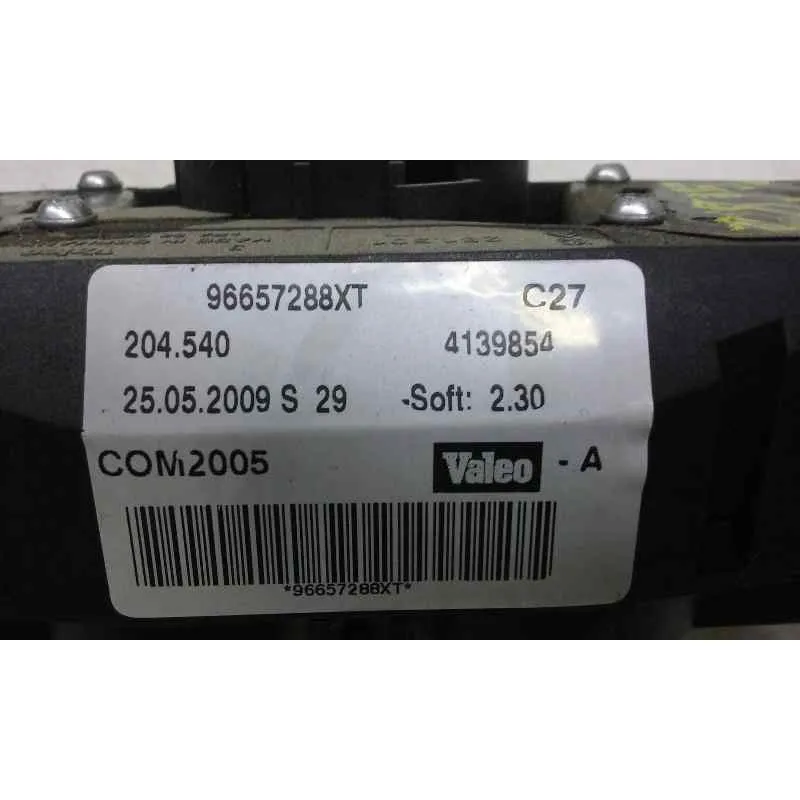 96657288XT C27
204.540 4139854
25.05.2009 S 29 -Soft: 2.30
COM2005 Valeo - A
*96657288XT*